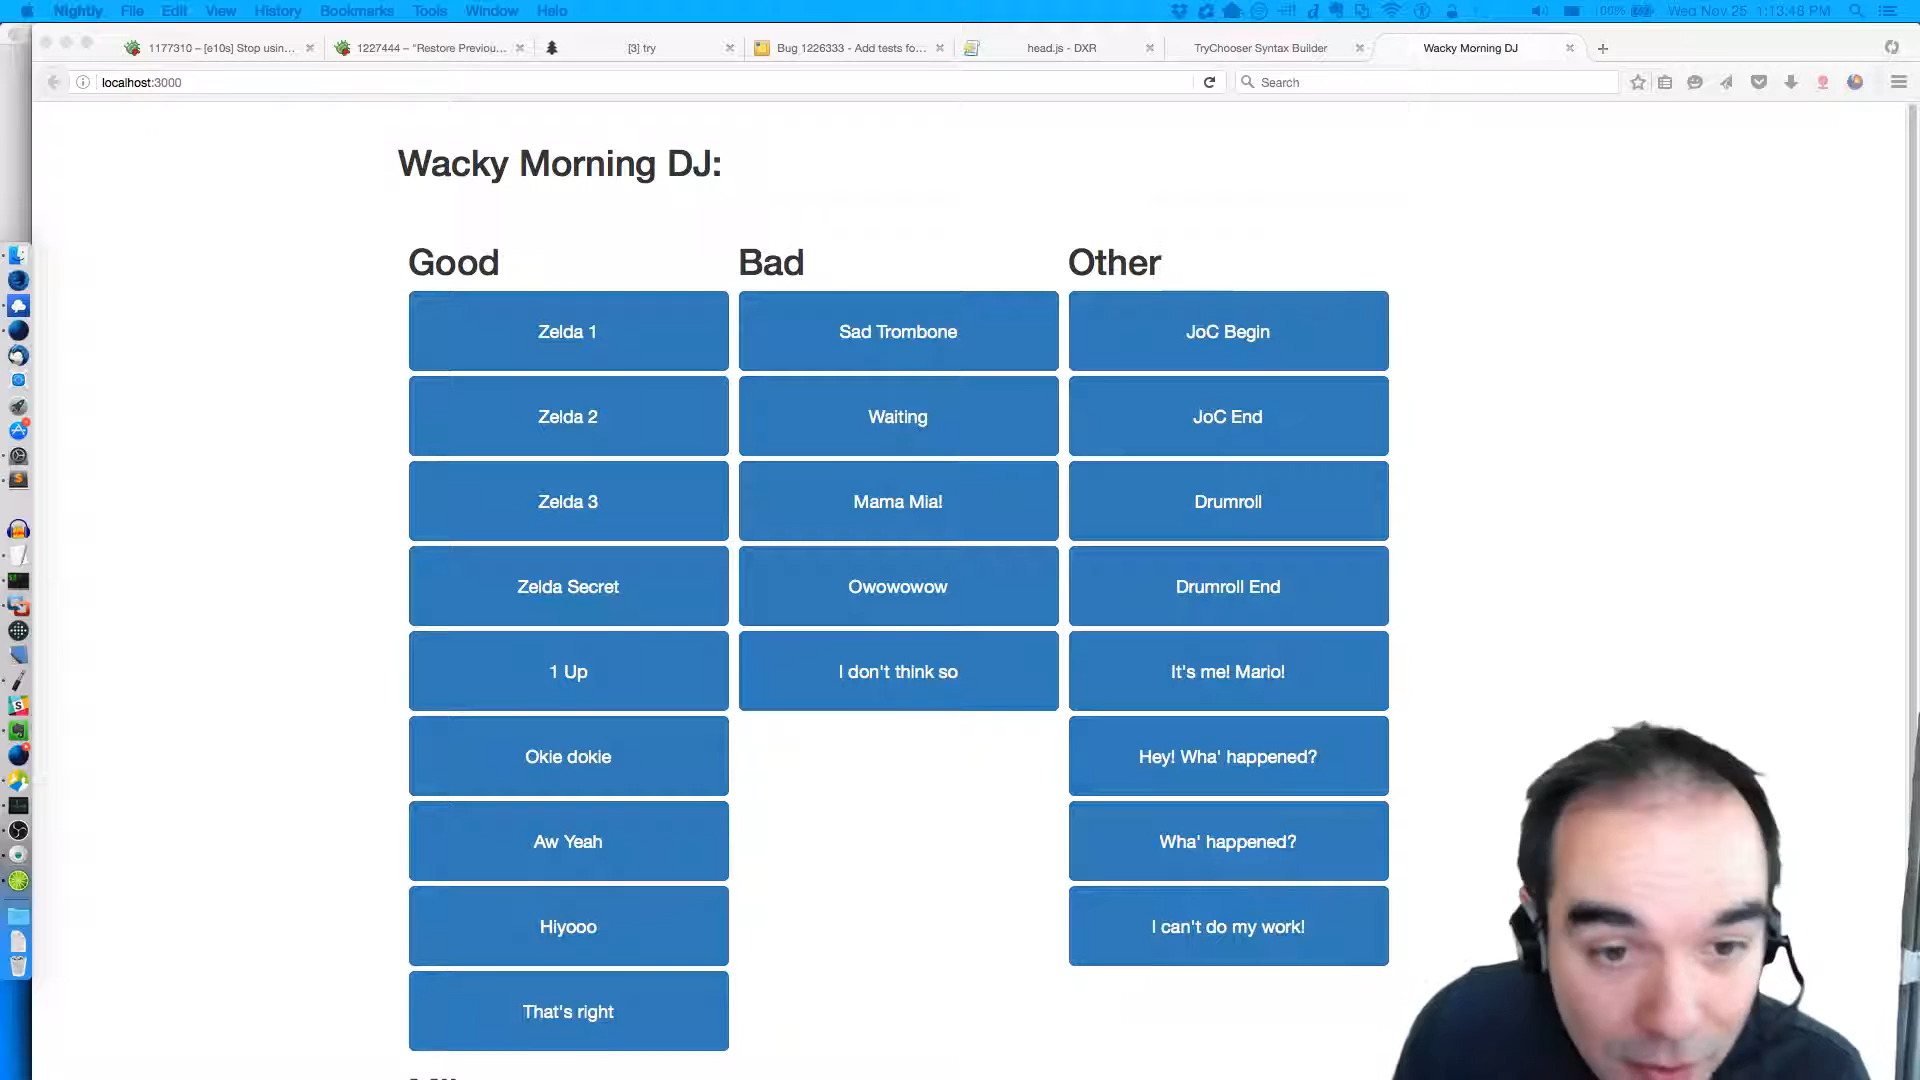 Nightly File Edit View History Bookmarks Tools Window Help 100% Wed Nov 25 1:13:48 PM
1177310 – [e10s] Stop usin... 1227444 – "Restore Previou... [3] try Bug 1226333 - Add tests fo... head.js - DXR TryChooser Syntax Builder Wacky Morning DJ
localhost:3000 Search
Wacky Morning DJ:
Good Bad Other
Zelda 1 Sad Trombone JoC Begin
Zelda 2 Waiting JoC End
Zelda 3 Mama Mia! Drumroll
Zelda Secret Owowowow Drumroll End
1 Up I don't think so It's me! Mario!
Okie dokie Hey! Wha' happened?
Aw Yeah Wha' happened?
Hiyooo I can't do my work!
That's right